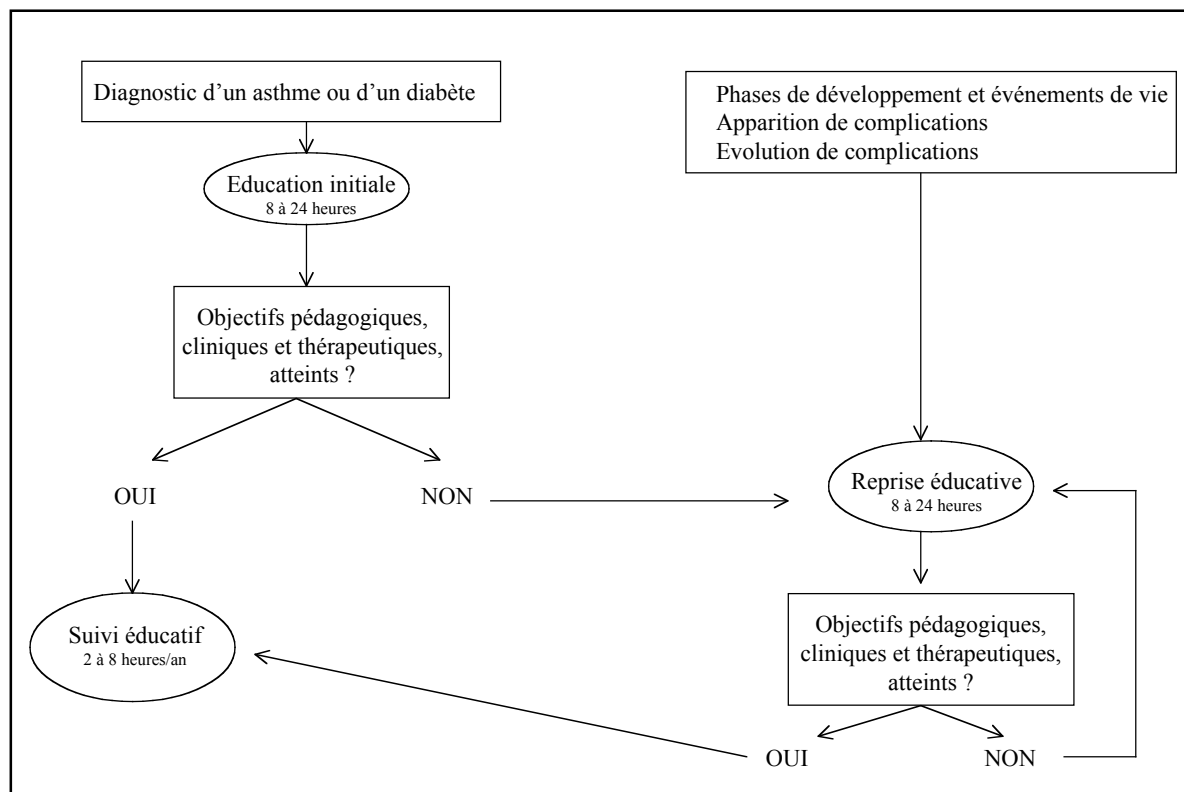 Diagnostic d’un asthme ou d’un diabète
Education initiale
8 à 24 heures
Objectifs pédagogiques,
cliniques et thérapeutiques,
atteints ?
OUI
NON
Suivi éducatif
2 à 8 heures/an
Phases de développement et événements de vie
Apparition de complications
Evolution de complications
Reprise éducative
8 à 24 heures
Objectifs pédagogiques,
cliniques et thérapeutiques,
atteints ?
OUI
NON